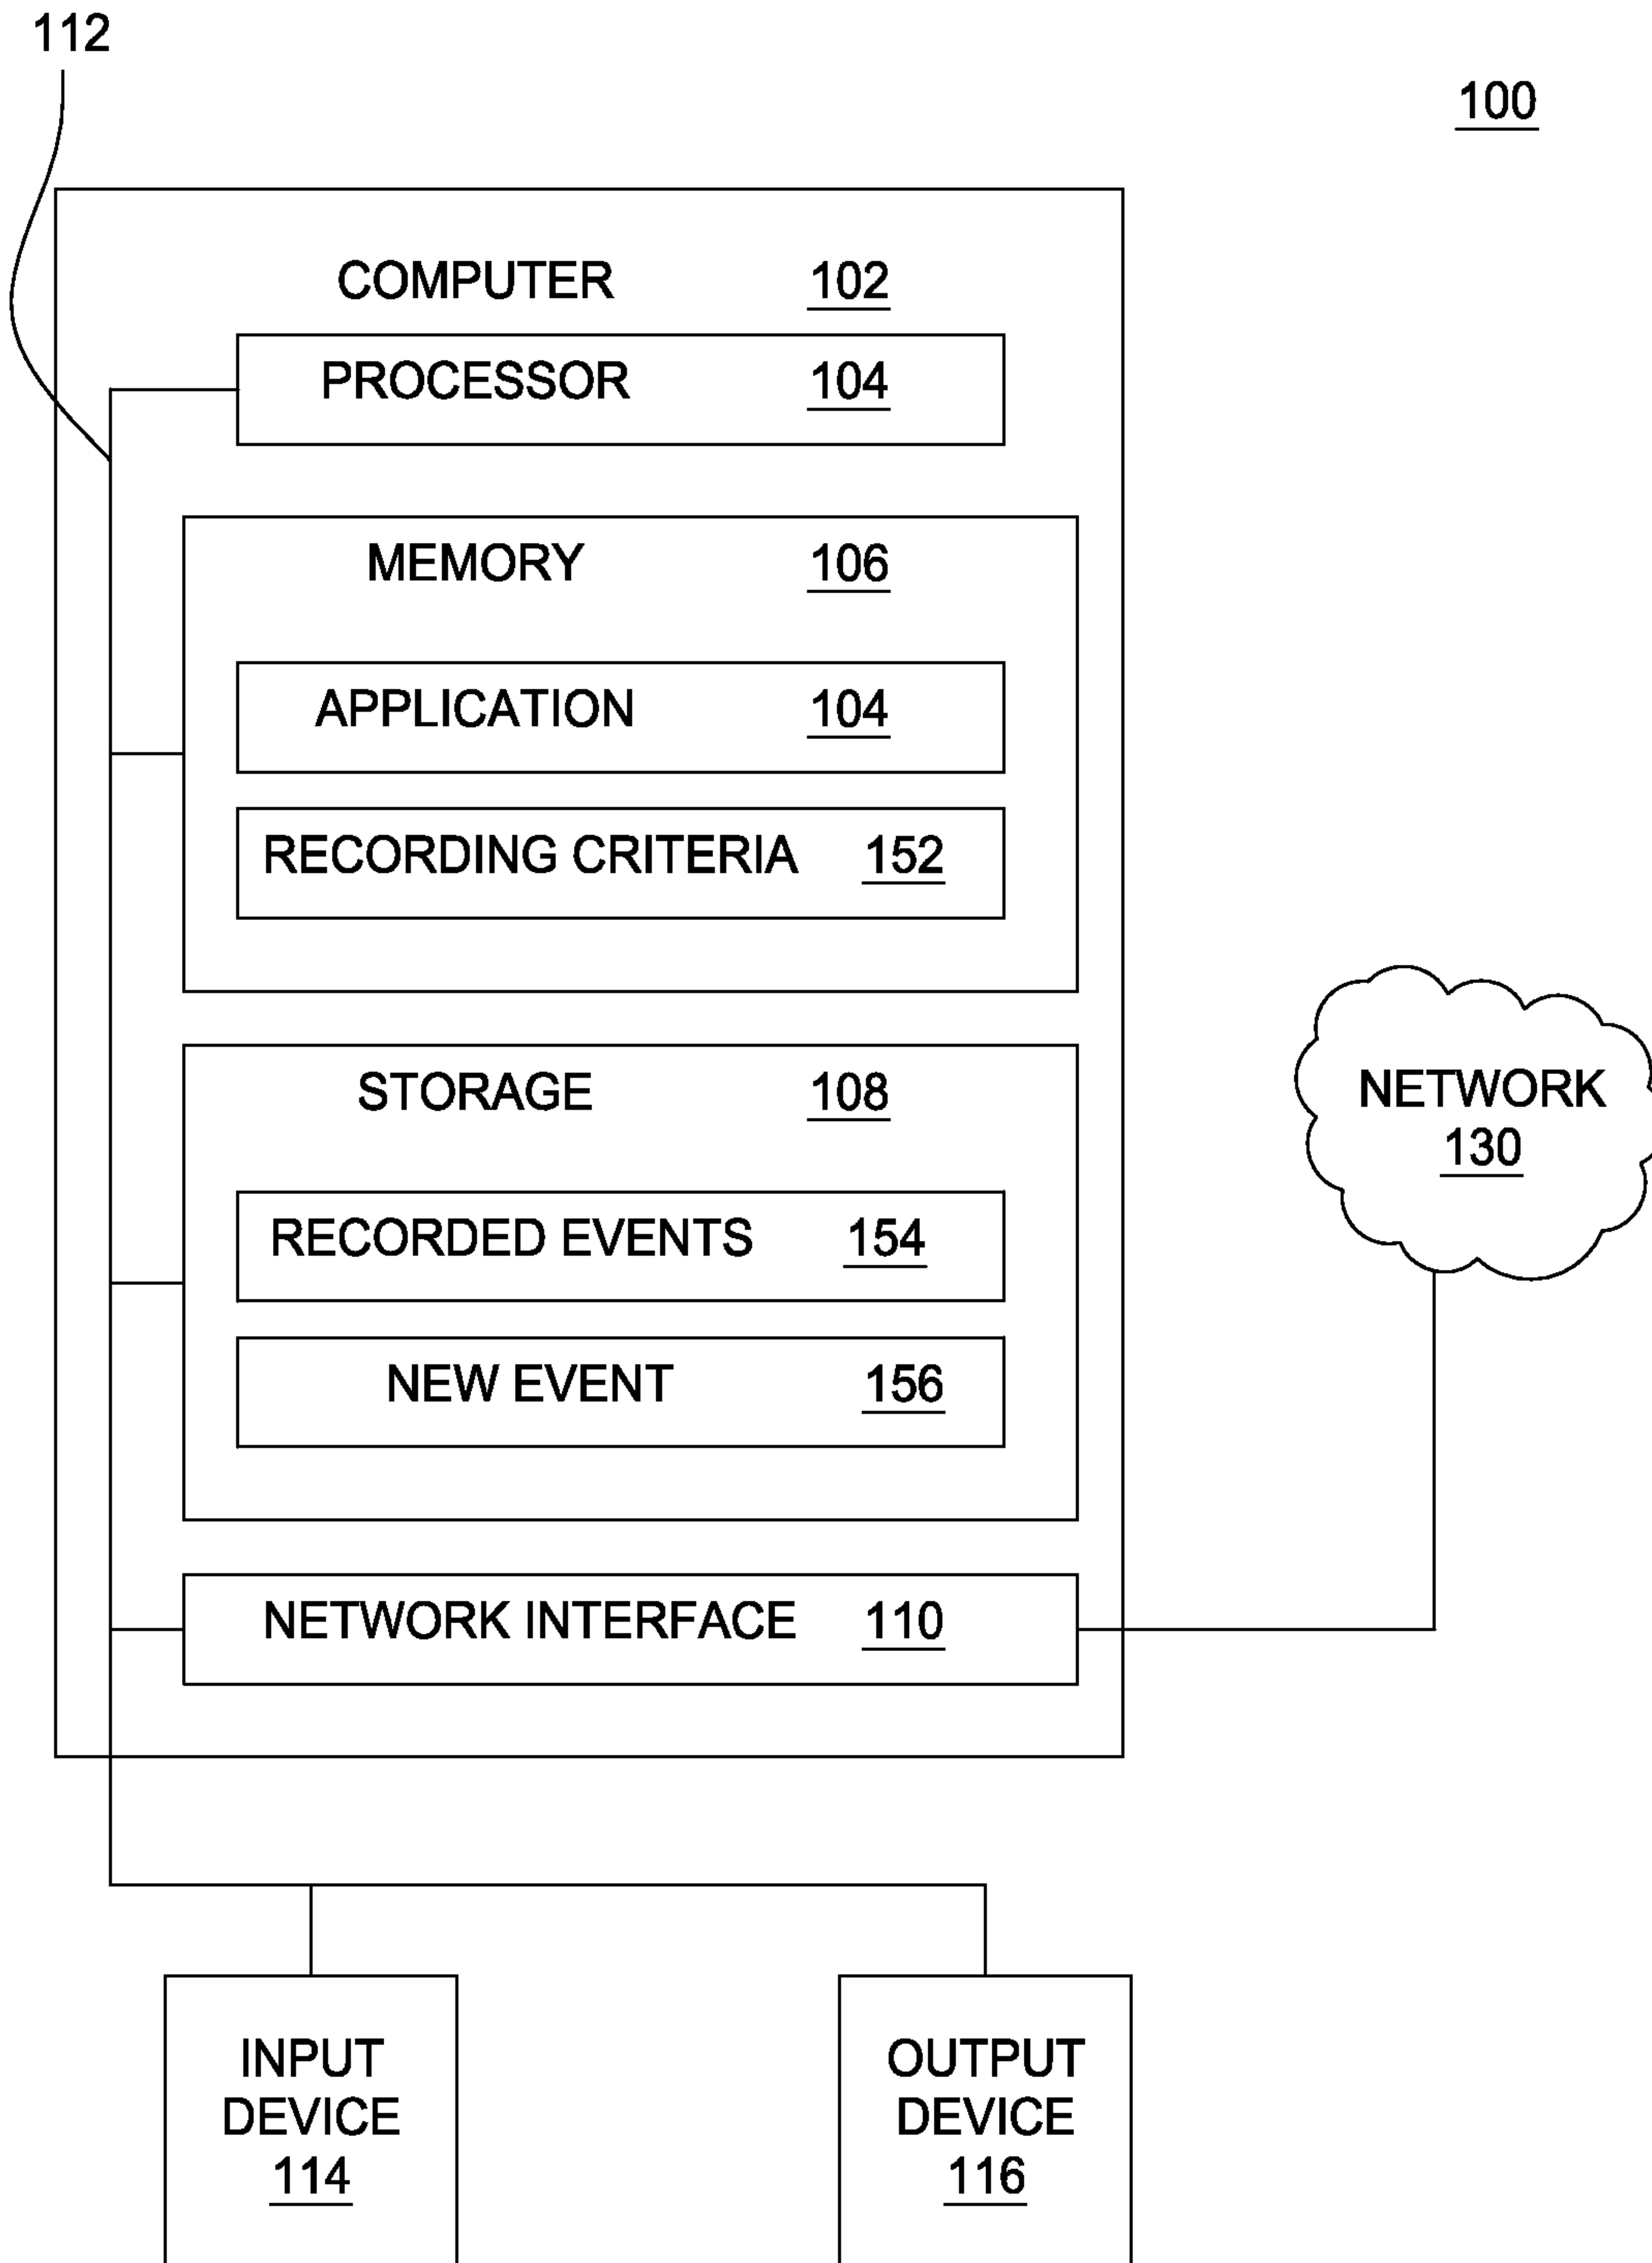 112
100
COMPUTER 102
PROCESSOR 104
MEMORY 106
APPLICATION 104
RECORDING CRITERIA 152
STORAGE 108
NETWORK
130
RECORDED EVENTS 154
NEW EVENT 156
NETWORK INTERFACE 110
INPUT
DEVICE
114
OUTPUT
DEVICE
116